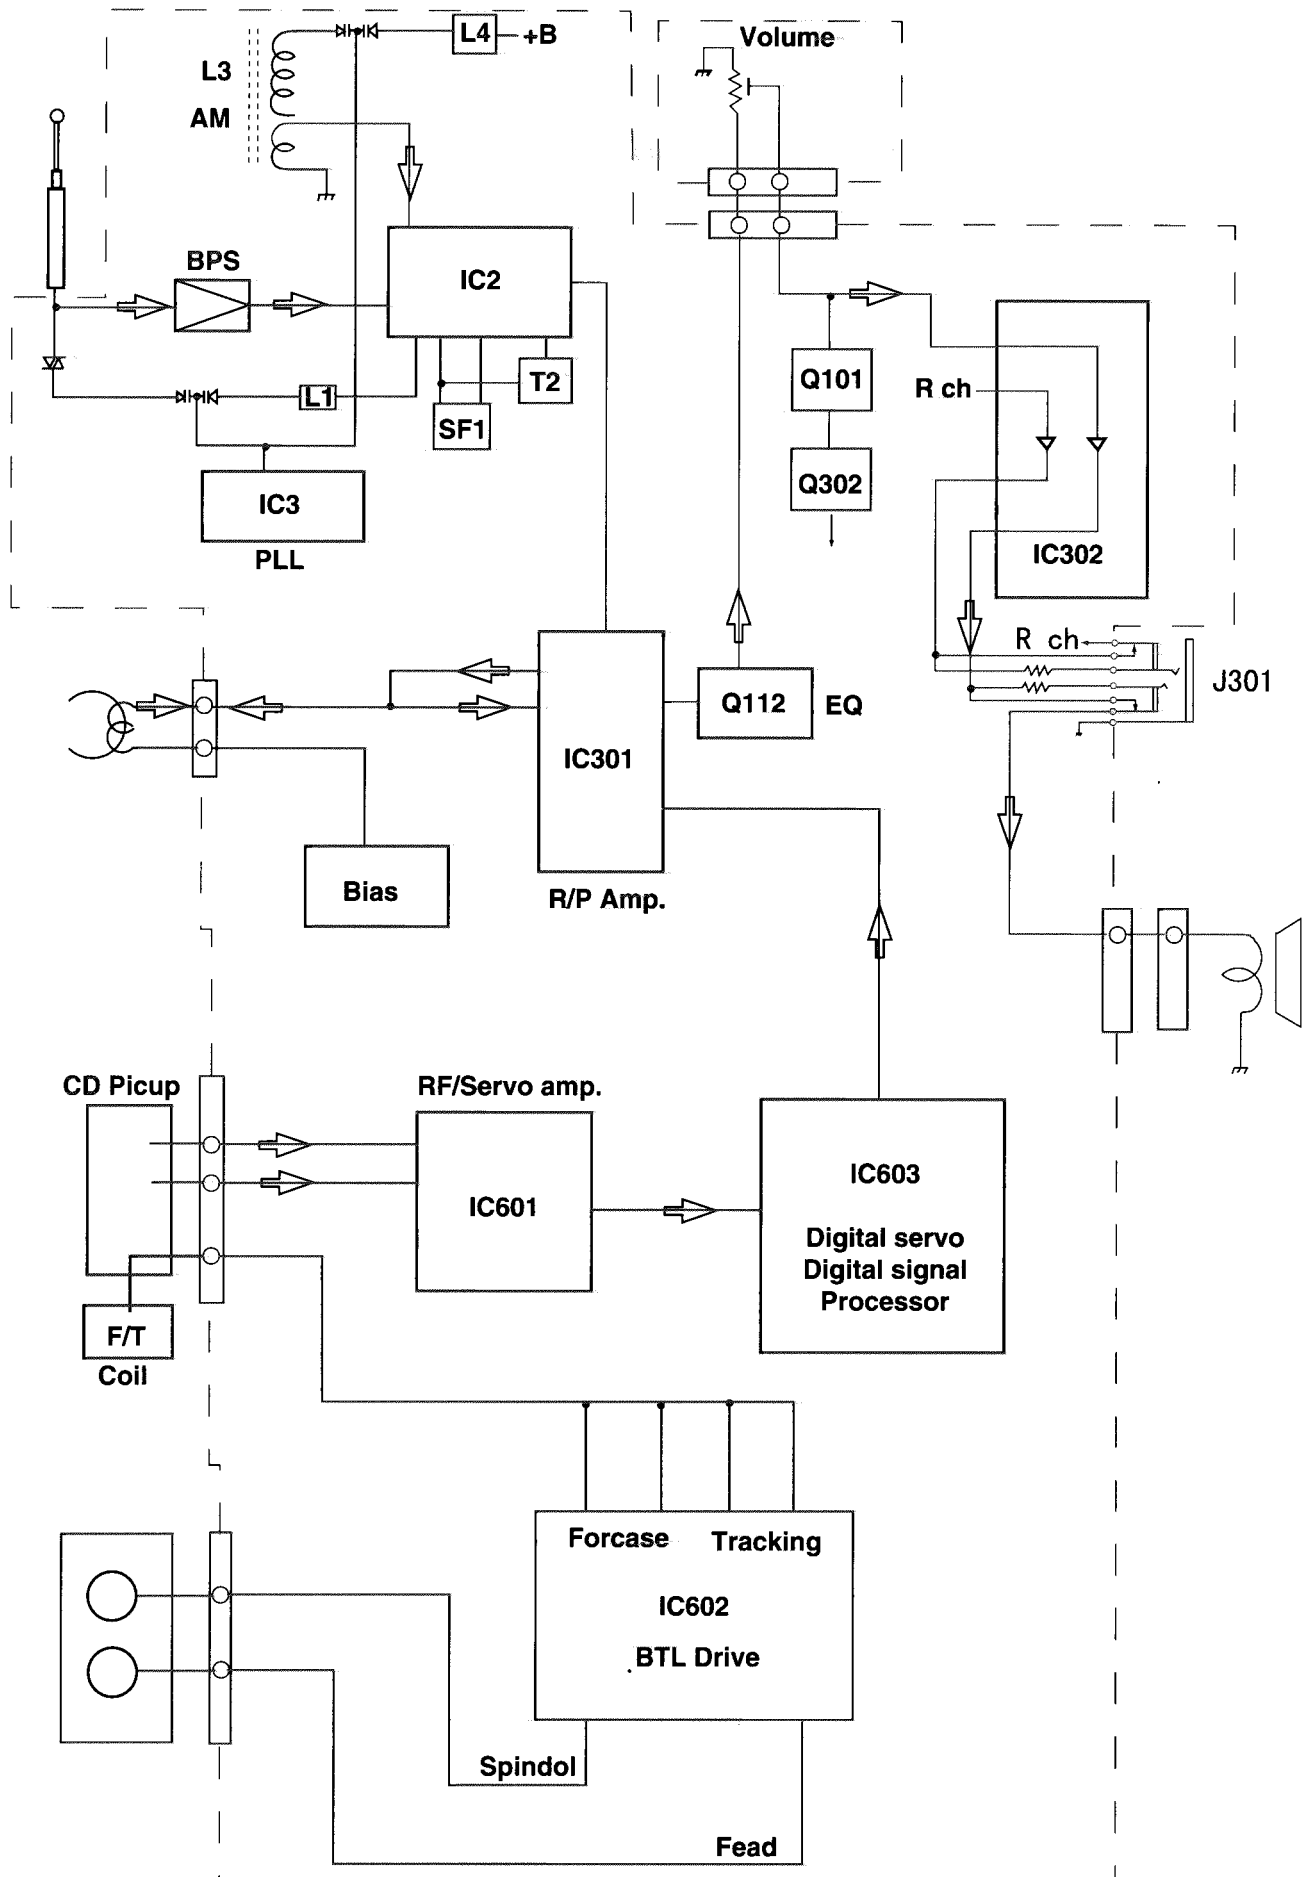 Volume
L4
+B
L3
AM
BPS
IC2
T2
L1
SF1
IC3
PLL
Q101
R ch
Q302
IC302
R ch
J301
Q112
EQ
IC301
R/P Amp.
Bias
CD Picup
RF/Servo amp.
IC601
IC603
Digital servo
Digital signal
Processor
F/T
Coil
Forcase
Tracking
IC602
BTL Drive
Spindol
Fead